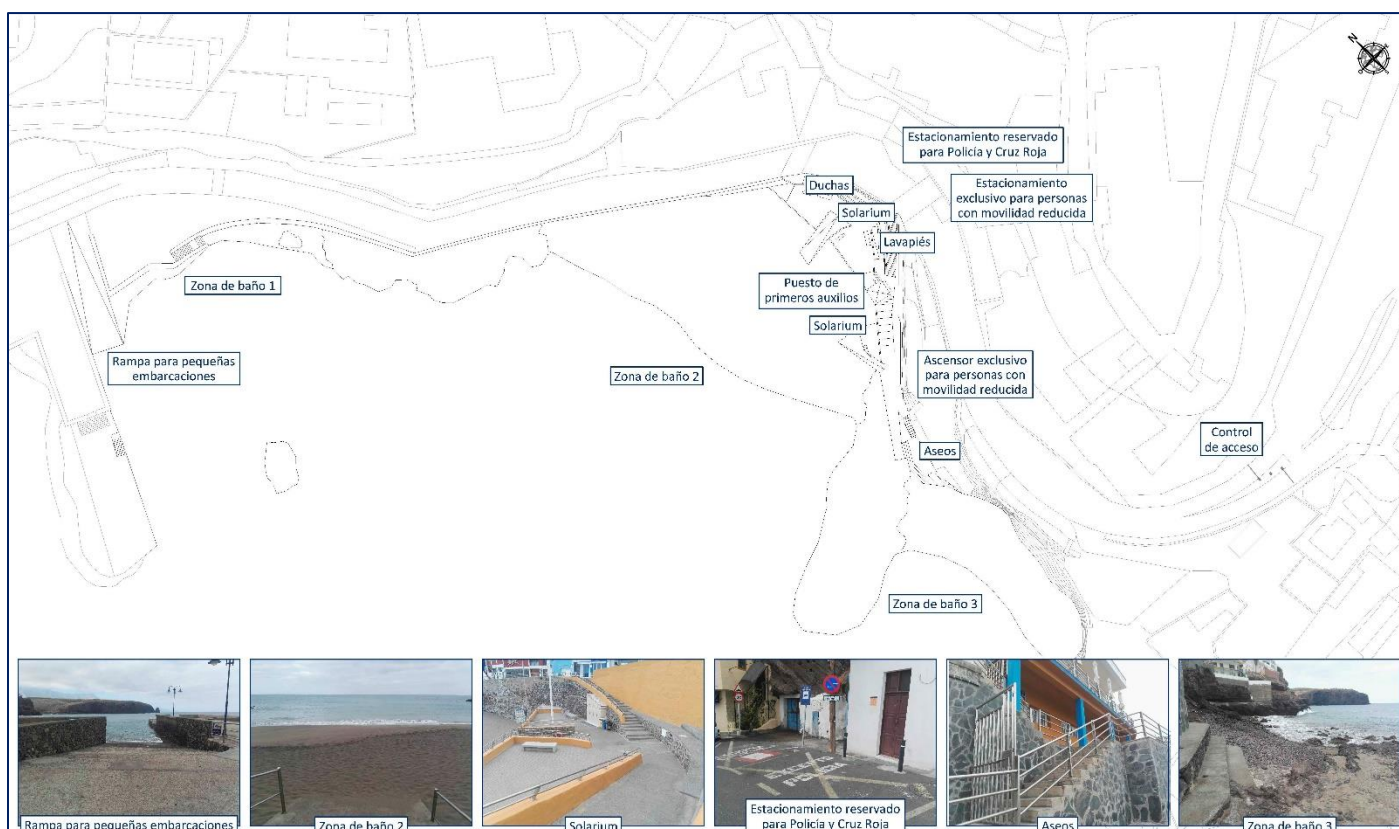 N
Estacionamiento reservado
para Policía y Cruz Roja
Duchas
Estacionamiento
exclusivo para personas
con movilidad reducida
Solarium
Lavapiés
Zona de baño 1
Puesto de
primeros auxilios
Solarium
Rampa para pequeñas
embarcaciones
Zona de baño 2
Ascensor exclusivo
para personas con
movilidad reducida
Control
de acceso
Aseos
Zona de baño 3
Rampa para pequeñas embarcaciones
Zona de baño 2
Solarium
Estacionamiento reservado
para Policía y Cruz Roja
Aseos
Zona de baño 3